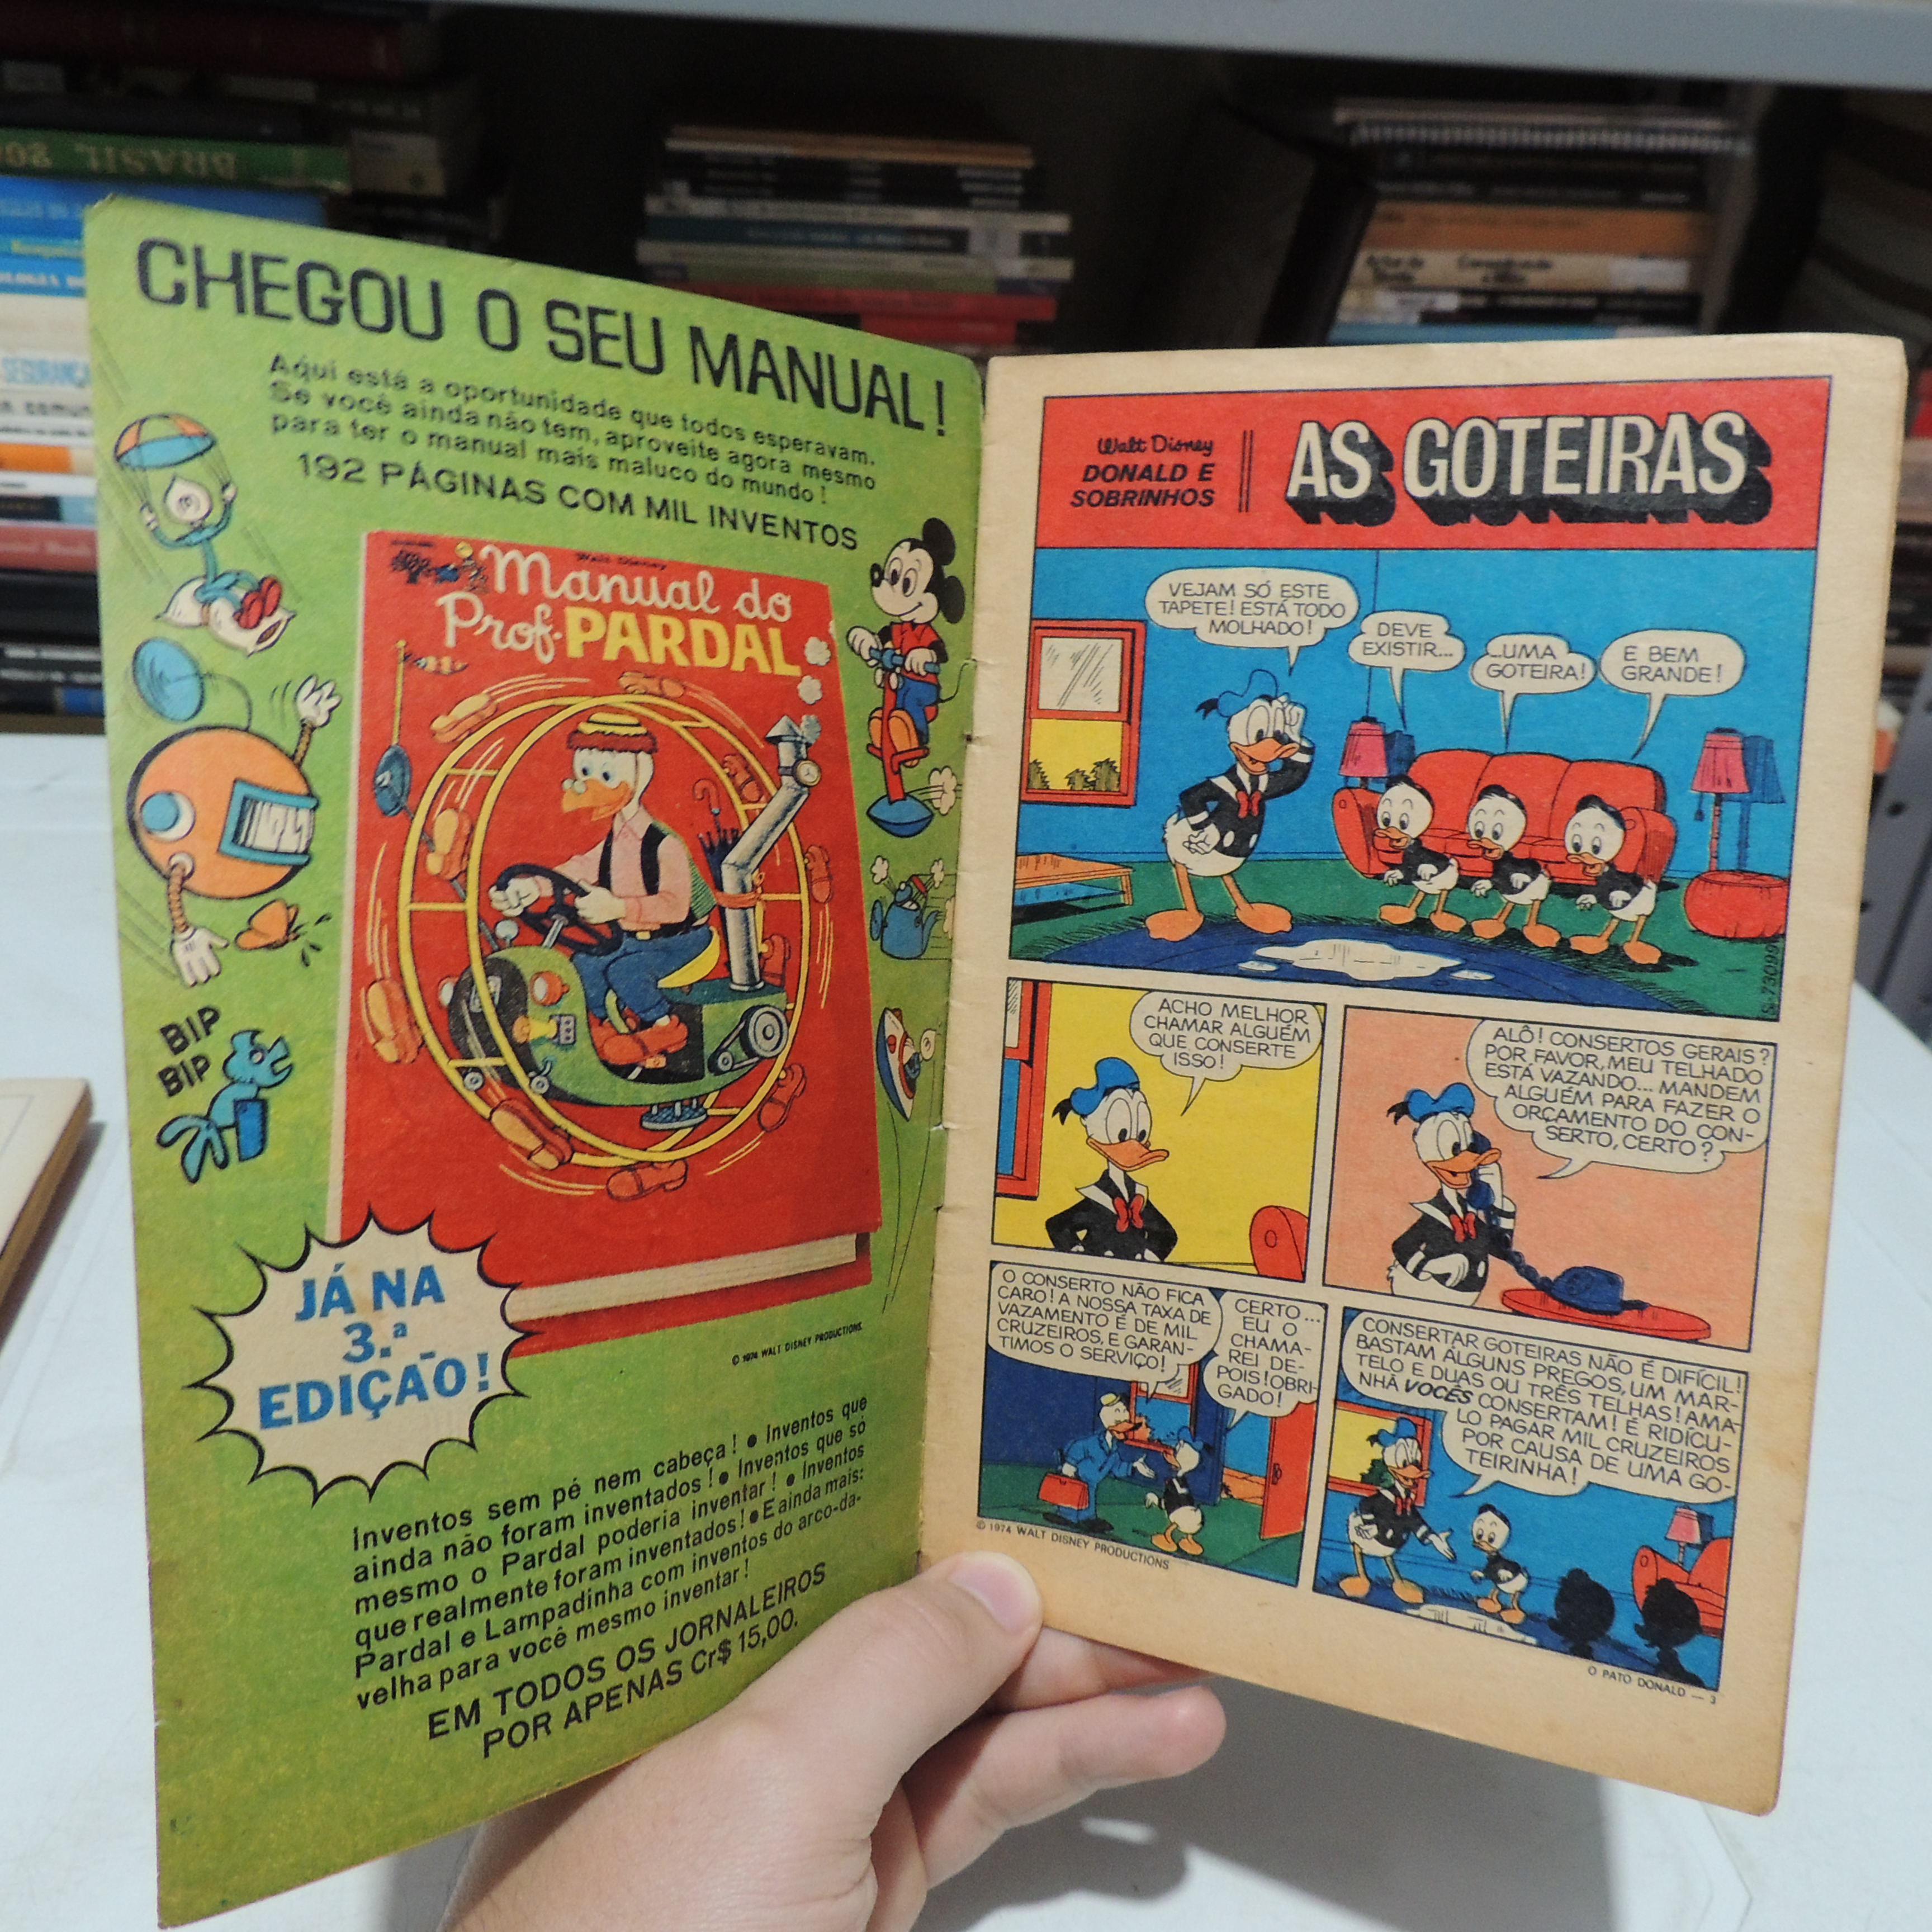 BRASIL 200
SEGURANÇA
CHEGOU O SEU MANUAL!
Aqui está a oportunidade que todos esperavam.
Se você ainda não tem, aproveite agora mesmo
para ter o manual mais maluco do mundo!
192 PÁGINAS COM MIL INVENTOS
Walt Disney
Manual do
Prof. PARDAL
BIP
BIP
JÁ NA
3.ª
EDIÇÃO!
© 1974 WALT DISNEY PRODUCTIONS.
Inventos sem pé nem cabeça! • Inventos que
ainda não foram inventados! • Inventos que só
mesmo o Pardal poderia inventar! • Inventos
que realmente foram inventados! • E ainda mais:
Pardal e Lampadinha com inventos do arco-da-
velha para você mesmo inventar!
EM TODOS OS JORNALEIROS
POR APENAS Cr$ 15,00.
Walt Disney
DONALD E
SOBRINHOS
AS GOTEIRAS
VEJAM SÓ ESTE
TAPETE! ESTÁ TODO
MOLHADO!
DEVE
EXISTIR...
...UMA
GOTEIRA!
E BEM
GRANDE!
ACHO MELHOR
CHAMAR ALGUÉM
QUE CONSERTE
ISSO!
ALÔ! CONSERTOS GERAIS?
POR FAVOR, MEU TELHADO
ESTÁ VAZANDO... MANDEM
ALGUÉM PARA FAZER O
ORÇAMENTO DO CON-
SERTO, CERTO?
O CONSERTO NÃO FICA
CARO! A NOSSA TAXA DE
VAZAMENTO É DE MIL
CRUZEIROS, E GARAN-
TIMOS O SERVIÇO!
CERTO...
EU O
CHAMA-
REI DE-
POIS! OBRI-
GADO!
CONSERTAR GOTEIRAS NÃO É DIFÍCIL!
BASTAM ALGUNS PREGOS, UM MAR-
TELO E DUAS OU TRÊS TELHAS! AMA-
NHÃ VOCÊS CONSERTAM! É RIDÍCU-
LO PAGAR MIL CRUZEIROS
POR CAUSA DE UMA GO-
TEIRINHA!
© 1974 WALT DISNEY PRODUCTIONS
O PATO DONALD — 3